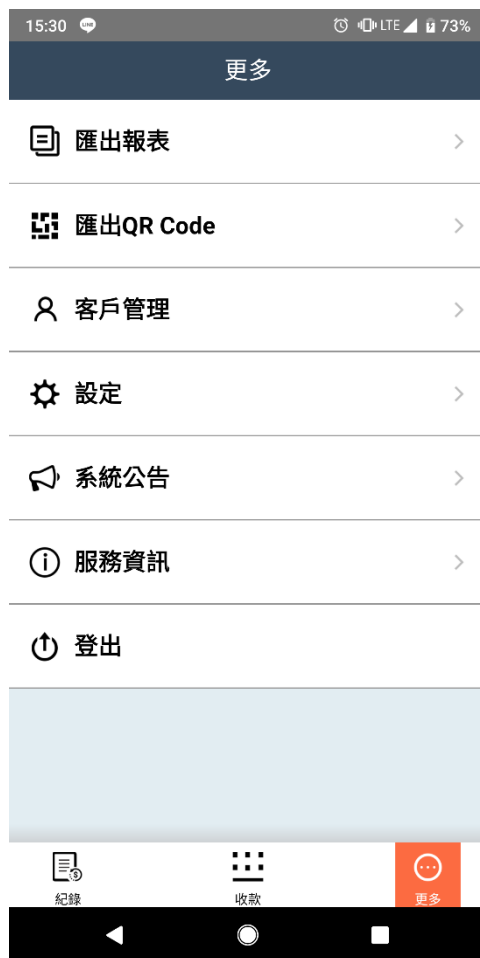 15:30 LINE LTE 73%
更多
匯出報表
匯出QR Code
客戶管理
設定
系統公告
服務資訊
登出
紀錄 收款 更多